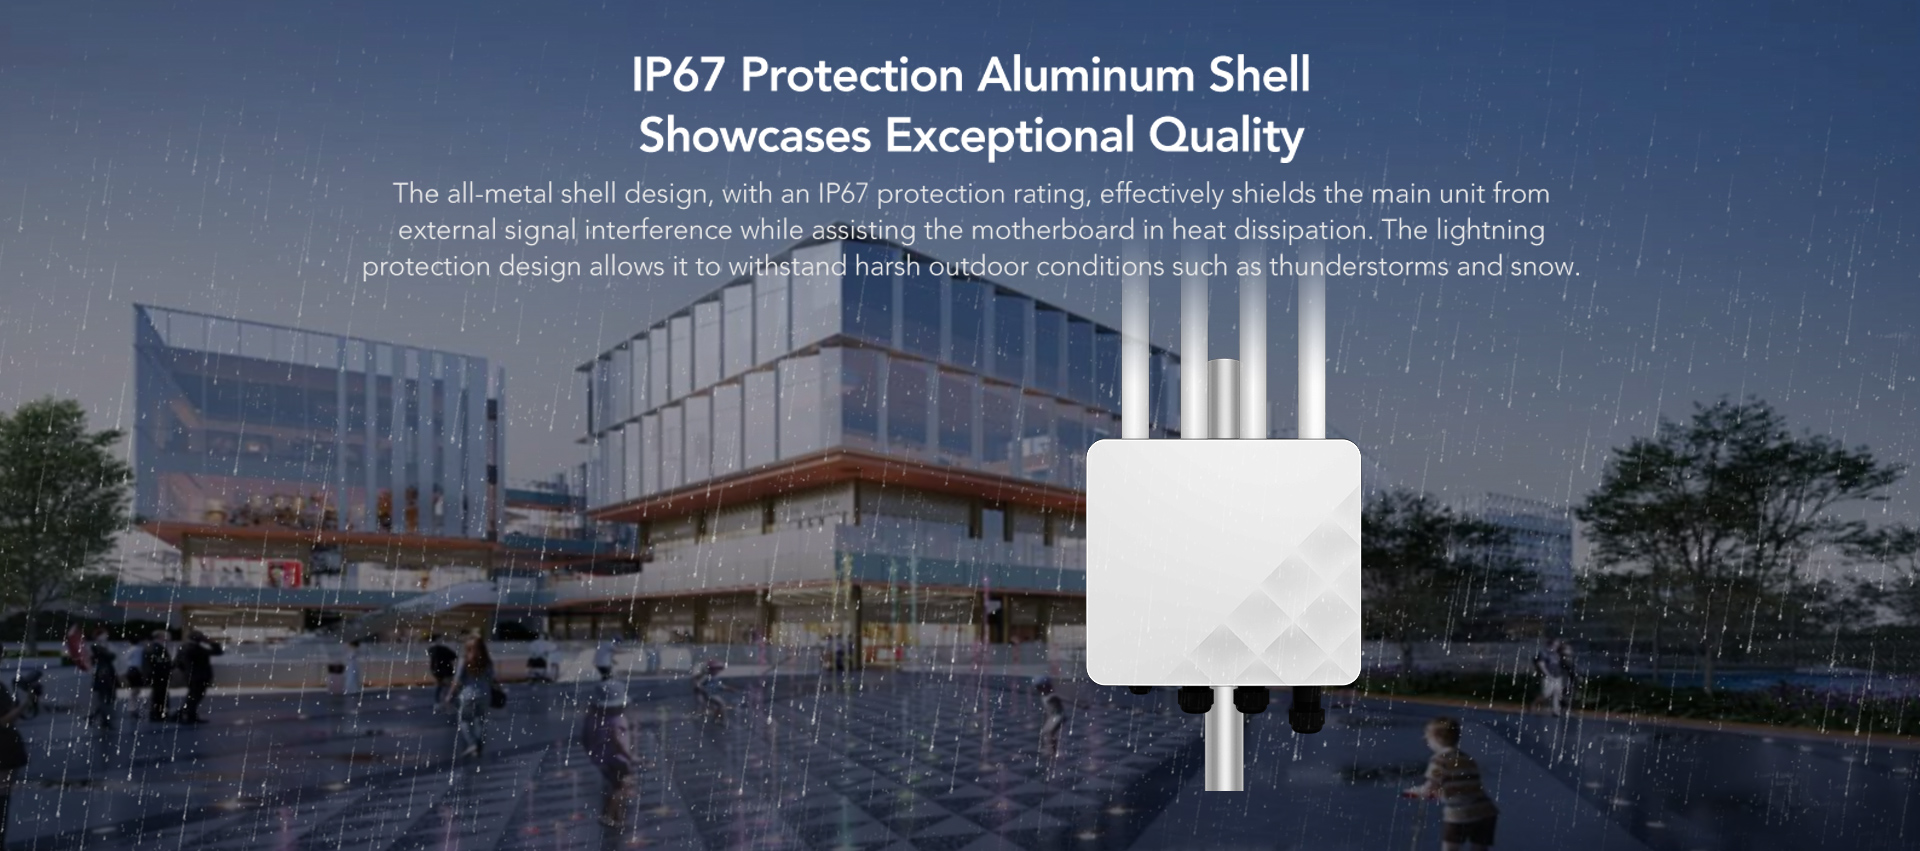 IP67 Protection Aluminum Shell
Showcases Exceptional Quality
The all-metal shell design, with an IP67 protection rating, effectively shields the main unit from
external signal interference while assisting the motherboard in heat dissipation. The lightning
protection design allows it to withstand harsh outdoor conditions such as thunderstorms and snow.